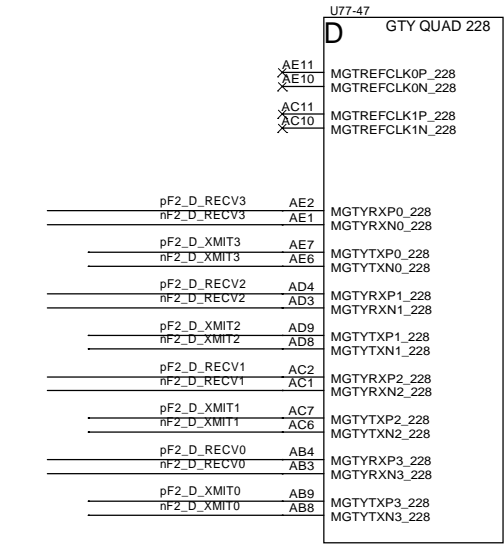 U77-47
D GTY QUAD 228
AE11 MGTREFCLK0P_228
AE10 MGTREFCLK0N_228
AC11 MGTREFCLK1P_228
AC10 MGTREFCLK1N_228
pF2_D_RECV3 AE2 MGTYRXP0_228
nF2_D_RECV3 AE1 MGTYRXN0_228
pF2_D_XMIT3 AE7 MGTYTXP0_228
nF2_D_XMIT3 AE6 MGTYTXN0_228
pF2_D_RECV2 AD4 MGTYRXP1_228
nF2_D_RECV2 AD3 MGTYRXN1_228
pF2_D_XMIT2 AD9 MGTYTXP1_228
nF2_D_XMIT2 AD8 MGTYTXN1_228
pF2_D_RECV1 AC2 MGTYRXP2_228
nF2_D_RECV1 AC1 MGTYRXN2_228
pF2_D_XMIT1 AC7 MGTYTXP2_228
nF2_D_XMIT1 AC6 MGTYTXN2_228
pF2_D_RECV0 AB4 MGTYRXP3_228
nF2_D_RECV0 AB3 MGTYRXN3_228
pF2_D_XMIT0 AB9 MGTYTXP3_228
nF2_D_XMIT0 AB8 MGTYTXN3_228